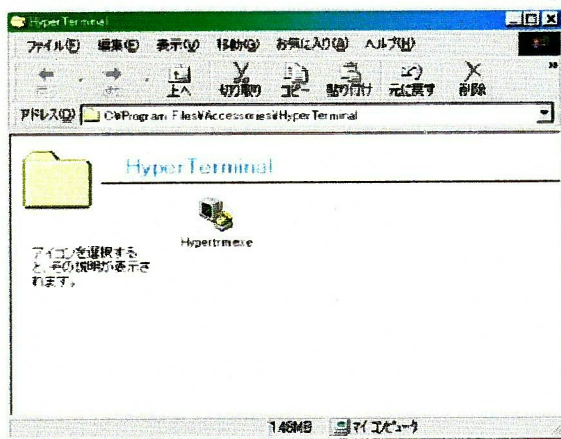 HyperTerminal
ファイル(F) 編集(E) 表示(V) 移動(G) お気に入り(A) ヘルプ(H)
上へ 切り取り コピー 貼り付け 元に戻す 削除 »
アドレス(D) C:¥Program Files¥Accessories¥HyperTerminal
HyperTerminal
Hypertrm.exe
アイコンを選択する
と、その説明が表示さ
れます。
1.46MB マイ コンピュータ